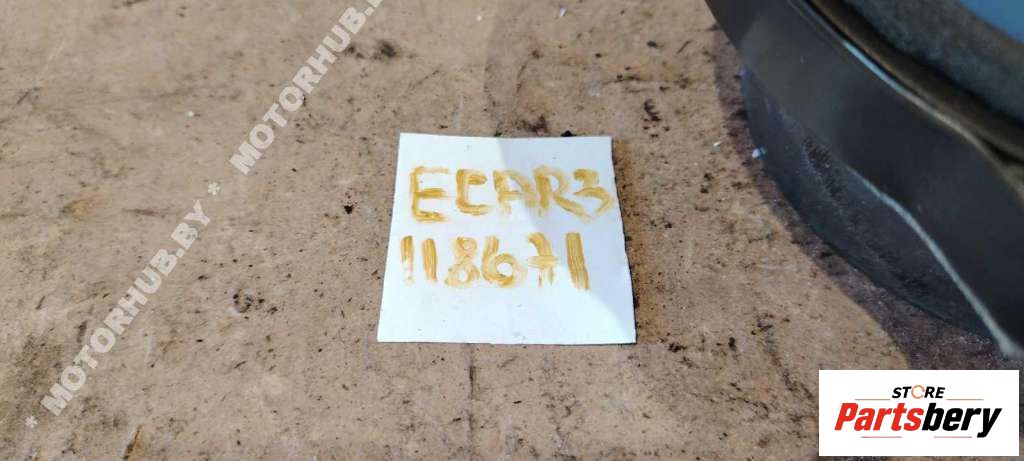 * MOTORHUB.BY * MOTORHUB.BY
ECAR3
118671
STORE
Partsbery